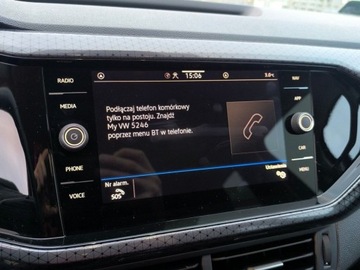 RADIO
MEDIA
PHONE
VOICE
15:06
3.0°C
Podłączaj telefon komórkowy
tylko na postoju. Znajdź
My VW 5246
poprzez menu BT w telefonie.
Nr alarm.
SOS
Ustawienia
NAV
APP
CAR
MENU